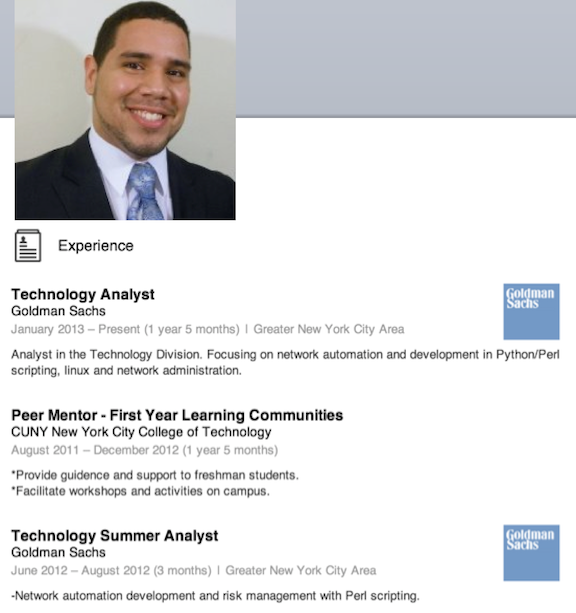 Experience
Technology Analyst
Goldman Sachs
Goldman
Sachs
January 2013 – Present (1 year 5 months) | Greater New York City Area
Analyst in the Technology Division. Focusing on network automation and development in Python/Perl
scripting, linux and network administration.
Peer Mentor - First Year Learning Communities
CUNY New York City College of Technology
August 2011 – December 2012 (1 year 5 months)
*Provide guidence and support to freshman students.
*Facilitate workshops and activities on campus.
Technology Summer Analyst
Goldman Sachs
Goldman
Sachs
June 2012 – August 2012 (3 months) | Greater New York City Area
-Network automation development and risk management with Perl scripting.